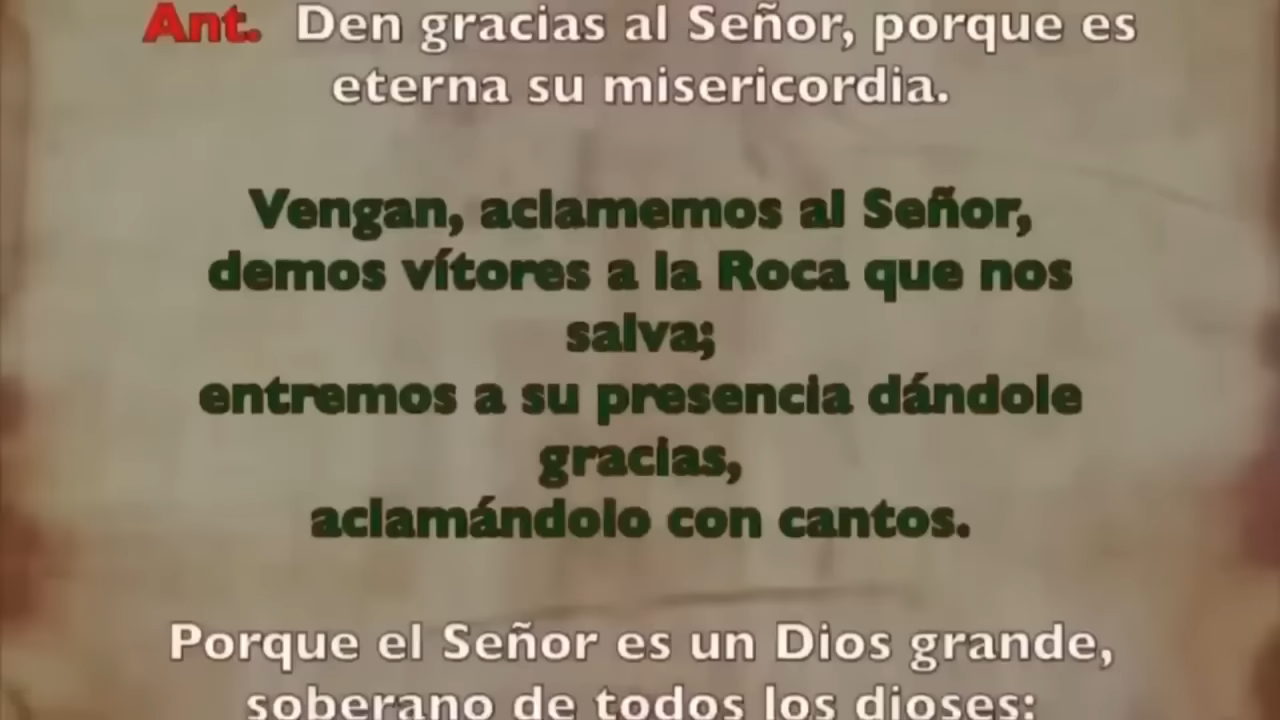 Ant. Den gracias al Señor, porque es
eterna su misericordia.
Vengan, aclamemos al Señor,
demos vítores a la Roca que nos
salva;
entremos a su presencia dándole
gracias,
aclamándolo con cantos.
Porque el Señor es un Dios grande,
soberano de todos los dioses: